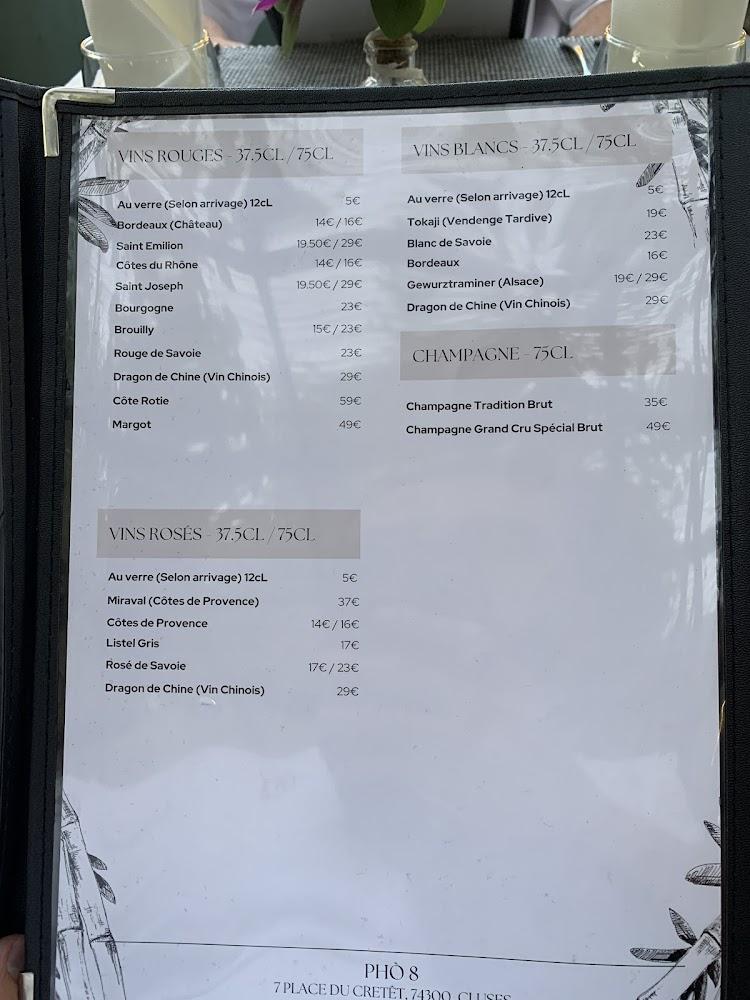 VINS ROUGES - 37.5CL / 75CL
Au verre (Selon arrivage) 12cL 5€
Bordeaux (Château) 14€ / 16€
Saint Emilion 19.50€ / 29€
Côtes du Rhône 14€ / 16€
Saint Joseph 19.50€ / 29€
Bourgogne 23€
Brouilly 15€ / 23€
Rouge de Savoie 23€
Dragon de Chine (Vin Chinois) 29€
Côte Rotie 59€
Margot 49€
VINS ROSÉS - 37.5CL / 75CL
Au verre (Selon arrivage) 12cL 5€
Miraval (Côtes de Provence) 37€
Côtes de Provence 14€ / 16€
Listel Gris 17€
Rosé de Savoie 17€ / 23€
Dragon de Chine (Vin Chinois) 29€
VINS BLANCS - 37.5CL / 75CL
Au verre (Selon arrivage) 12cL 5€
Tokaji (Vendenge Tardive) 19€
Blanc de Savoie 23€
Bordeaux 16€
Gewurztraminer (Alsace) 19€ / 29€
Dragon de Chine (Vin Chinois) 29€
CHAMPAGNE - 75CL
Champagne Tradition Brut 35€
Champagne Grand Cru Spécial Brut 49€
PHÒ 8
7 PLACE DU CRETÊT, 74300, CLUSES